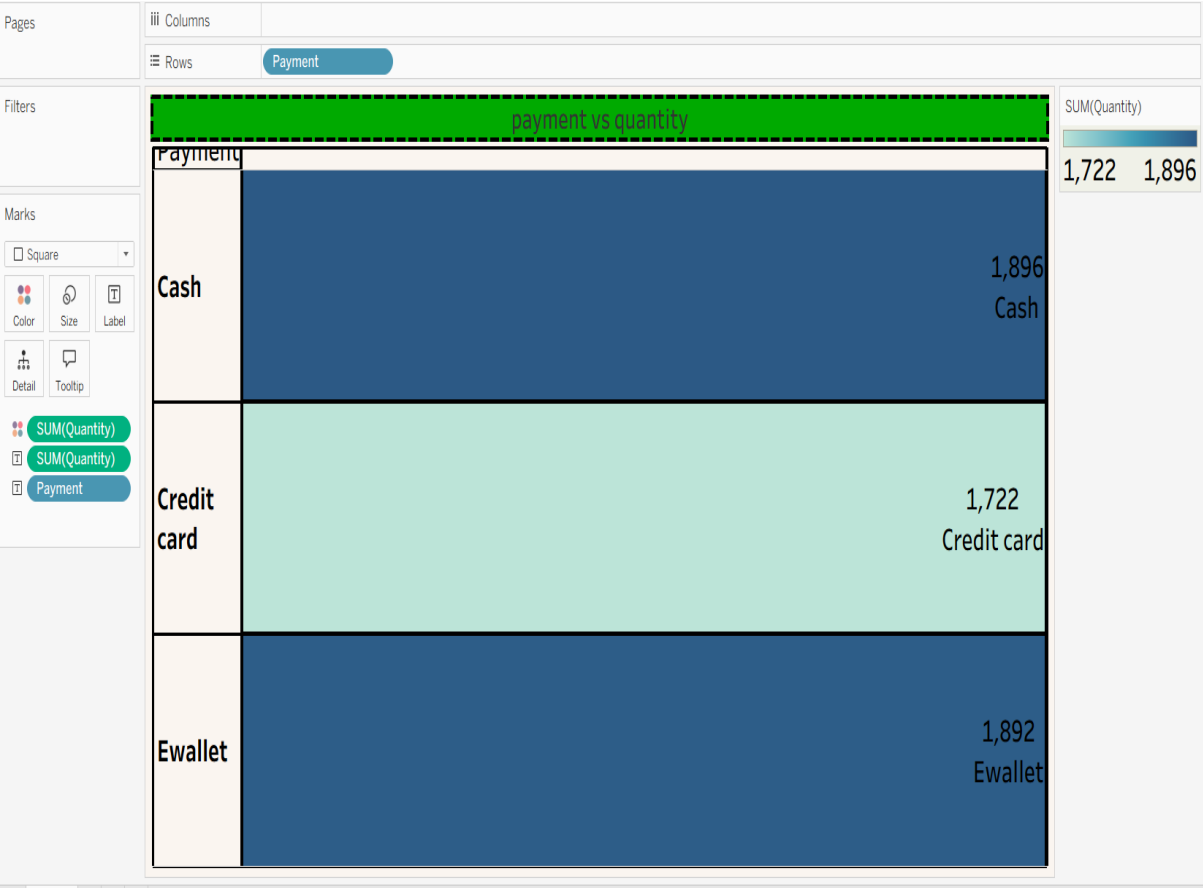 Pages
Columns
Rows
Payment
Filters
Marks
Square
Color
Size
T
Label
Detail
Tooltip
SUM(Quantity)
T
SUM(Quantity)
T
Payment
payment vs quantity
Payment
Cash
1,896
Cash
Credit
card
1,722
Credit card
Ewallet
1,892
Ewallet
SUM(Quantity)
1,722 1,896